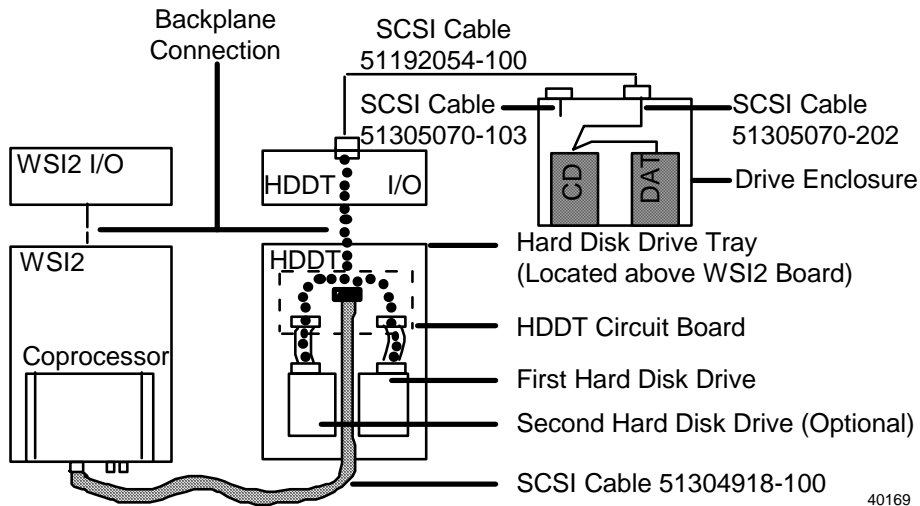 Backplane
Connection
SCSI Cable
51192054-100
SCSI Cable
51305070-103
SCSI Cable
51305070-202
WSI2 I/O
HDDT I/O
CD
DAT
Drive Enclosure
WSI2
HDDT
Hard Disk Drive Tray
(Located above WSI2 Board)
HDDT Circuit Board
Coprocessor
First Hard Disk Drive
Second Hard Disk Drive (Optional)
SCSI Cable 51304918-100
40169